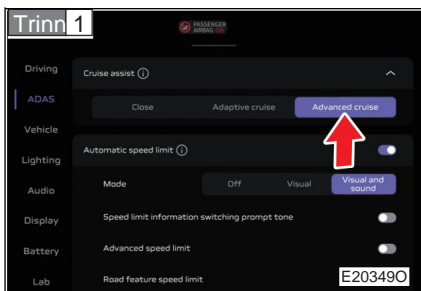 Trinn 1
PASSENGER
AIRBAG ON
Driving
Cruise assist
ADAS
Close Adaptive cruise Advanced cruise
Vehicle
Automatic speed limit
Lighting
Mode Off Visual Visual and
sound
Audio
Display
Speed limit information switching prompt tone
Battery
Advanced speed limit
Lab
Road feature speed limit
E20349O